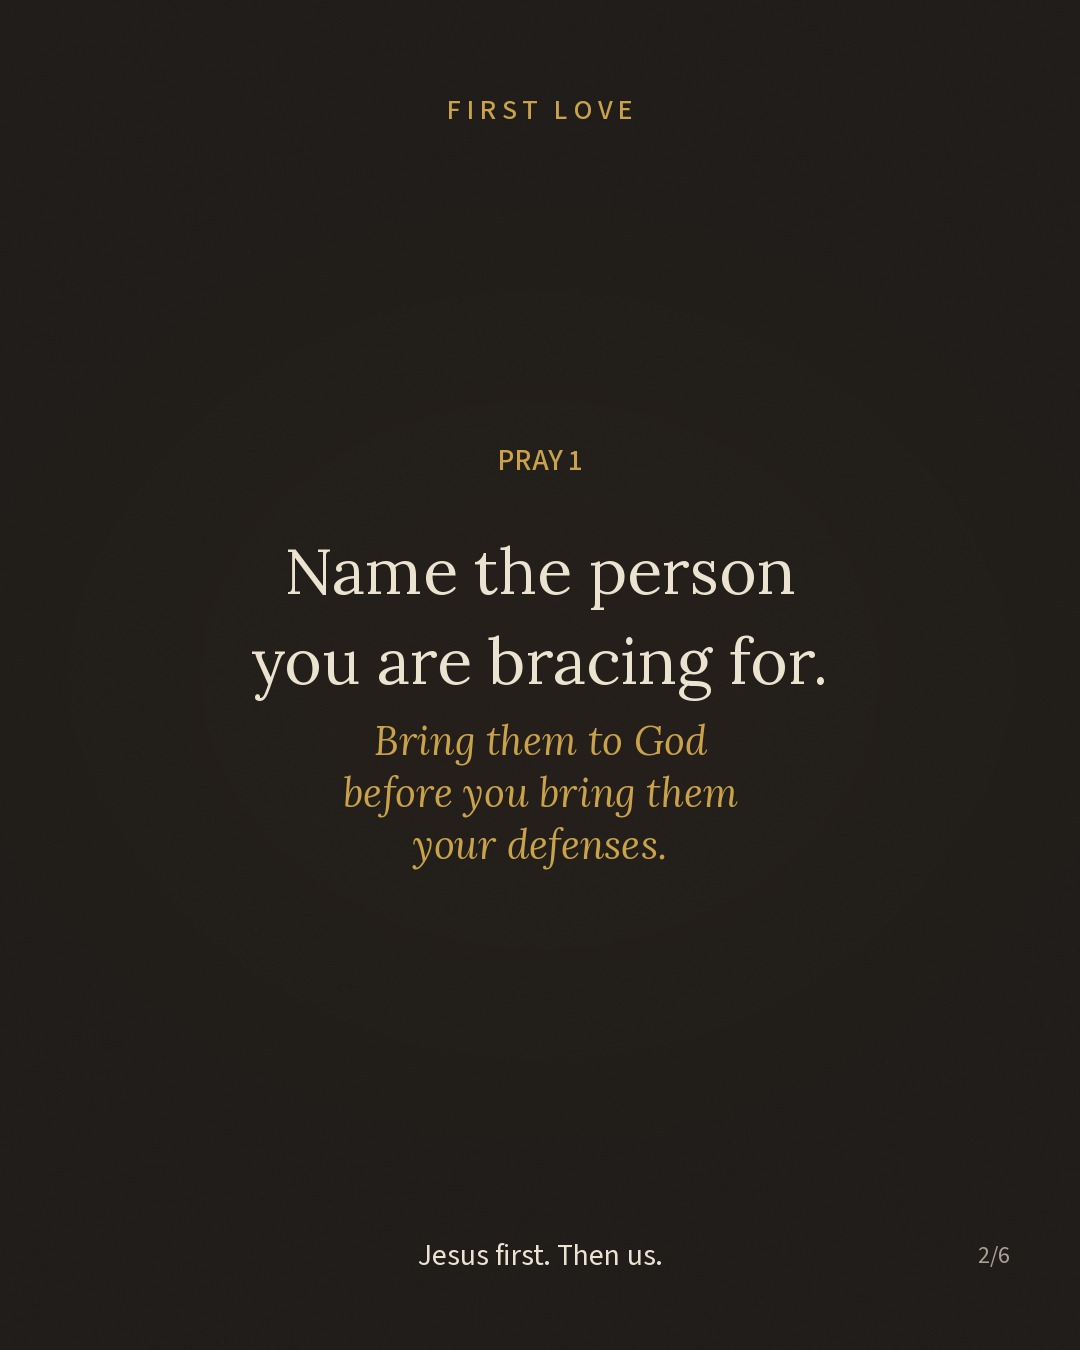 FIRST LOVE
PRAY 1
Name the person
you are bracing for.
Bring them to God
before you bring them
your defenses.
Jesus first. Then us.
2/6